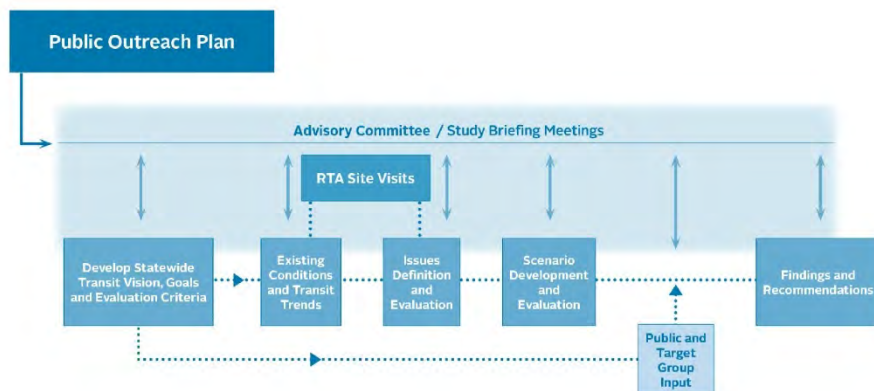 Public Outreach Plan
Advisory Committee / Study Briefing Meetings
RTA Site Visits
Develop Statewide
Transit Vision, Goals
and Evaluation Criteria
Existing
Conditions
and Transit
Trends
Issues
Definition
and
Evaluation
Scenario
Development
and
Evaluation
Findings and
Recommendations
Public and
Target
Group
Input